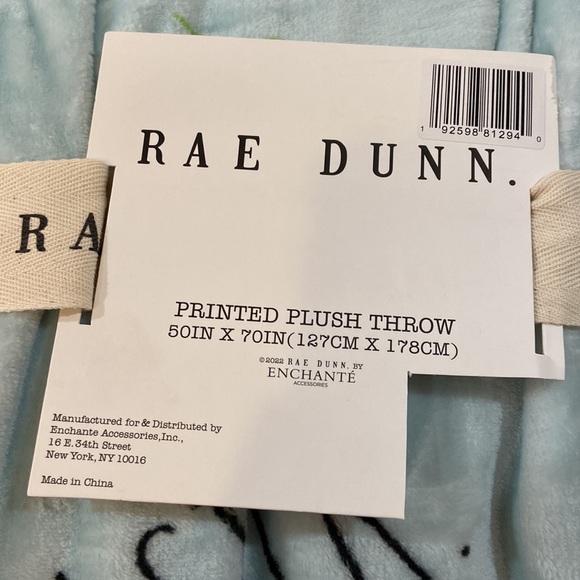 1 92598 81294 0
RAE DUNN.
RA
PRINTED PLUSH THROW
50IN X 70IN(127CM X 178CM)
©2022 RAE DUNN. BY
ENCHANTÉ
ACCESSORIES
Manufactured for & Distributed by
Enchante Accessories,Inc.,
16 E. 34th Street
New York, NY 10016
Made in China